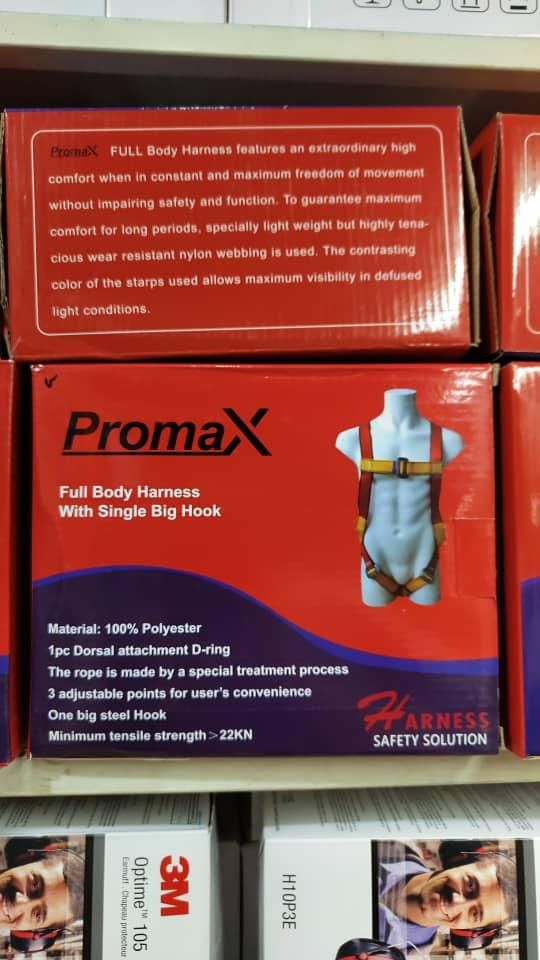 PromaX FULL Body Harness features an extraordinary high
comfort when in constant and maximum freedom of movement
without impairing safety and function. To guarantee maximum
comfort for long periods, specially light weight but highly tena-
cious wear resistant nylon webbing is used. The contrasting
color of the starps used allows maximum visibility in defused
light conditions.
PromaX
Full Body Harness
With Single Big Hook
Material: 100% Polyester
1pc Dorsal attachment D-ring
The rope is made by a special treatment process
3 adjustable points for user's convenience
One big steel Hook
Minimum tensile strength>22KN
HARNESS
SAFETY SOLUTION
3M
Optime™ 105
Earmuff · Chapeau protecteur
H10P3E